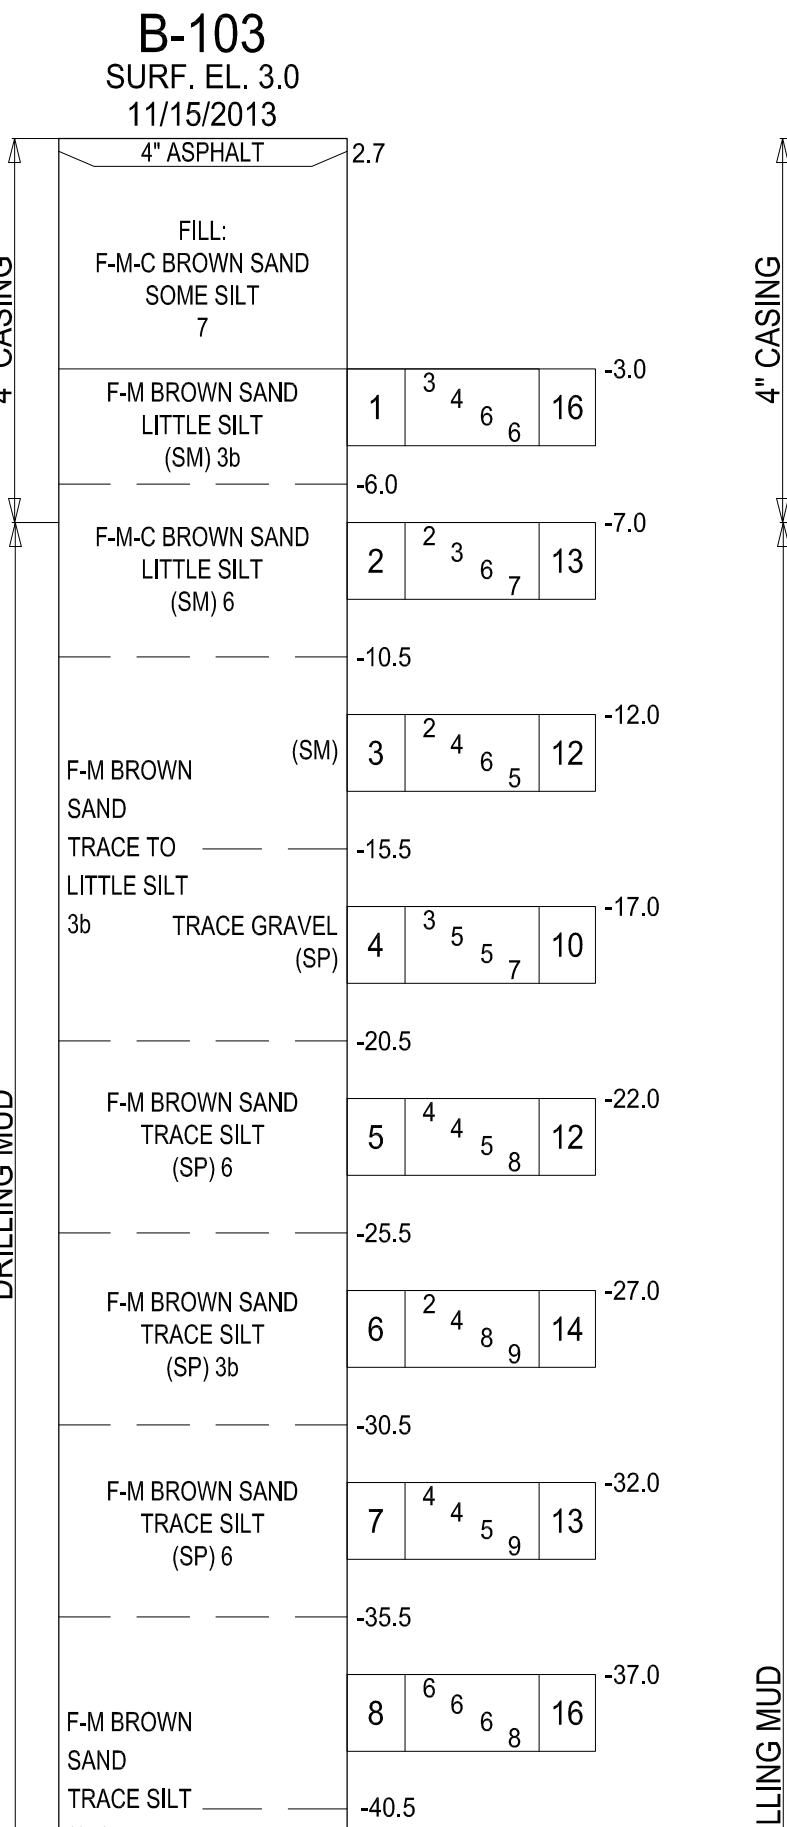 B-103
SURF. EL. 3.0
11/15/2013
4" ASPHALT
2.7
FILL:
F-M-C BROWN SAND
SOME SILT
7
4" CASING
4" CASING
-3.0
F-M BROWN SAND
LITTLE SILT
(SM) 3b
1 3 4 6 6 16
-6.0
-7.0
F-M-C BROWN SAND
LITTLE SILT
(SM) 6
2 2 3 6 7 13
-10.5
-12.0
(SM)
3 2 4 6 5 12
F-M BROWN
SAND
TRACE TO
LITTLE SILT
3b
-15.5
-17.0
TRACE GRAVEL
(SP)
4 3 5 5 7 10
-20.5
DRILLING MUD
-22.0
F-M BROWN SAND
TRACE SILT
(SP) 6
5 4 4 5 8 12
-25.5
-27.0
F-M BROWN SAND
TRACE SILT
(SP) 3b
6 2 4 8 9 14
-30.5
-32.0
F-M BROWN SAND
TRACE SILT
(SP) 6
7 4 4 5 9 13
-35.5
-37.0
8 6 6 6 8 16
F-M BROWN
SAND
TRACE SILT
-40.5
LLING MUD